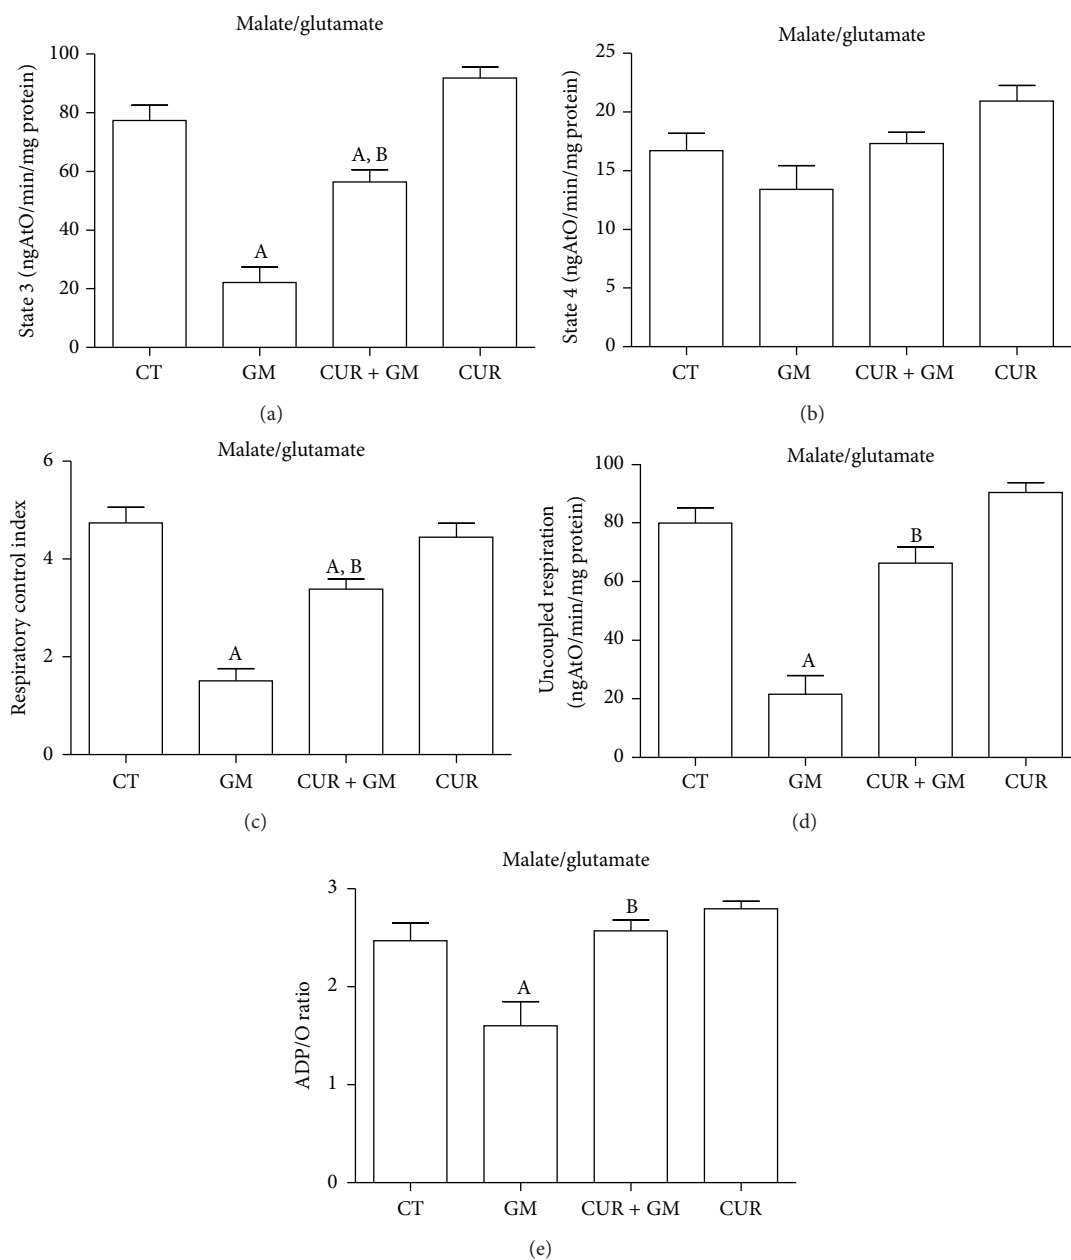 Malate/glutamate
State 3 (ngAtO/min/mg protein)
100
80
60
40
20
0
A
A, B
CT GM CUR + GM CUR
(a)
Malate/glutamate
State 4 (ngAtO/min/mg protein)
25
20
15
10
5
0
CT GM CUR + GM CUR
(b)
Malate/glutamate
Respiratory control index
6
4
2
0
A
A, B
CT GM CUR + GM CUR
(c)
Malate/glutamate
Uncoupled respiration
(ngAtO/min/mg protein)
100
80
60
40
20
0
A
B
CT GM CUR + GM CUR
(d)
Malate/glutamate
ADP/O ratio
3
2
1
0
A
B
CT GM CUR + GM CUR
(e)